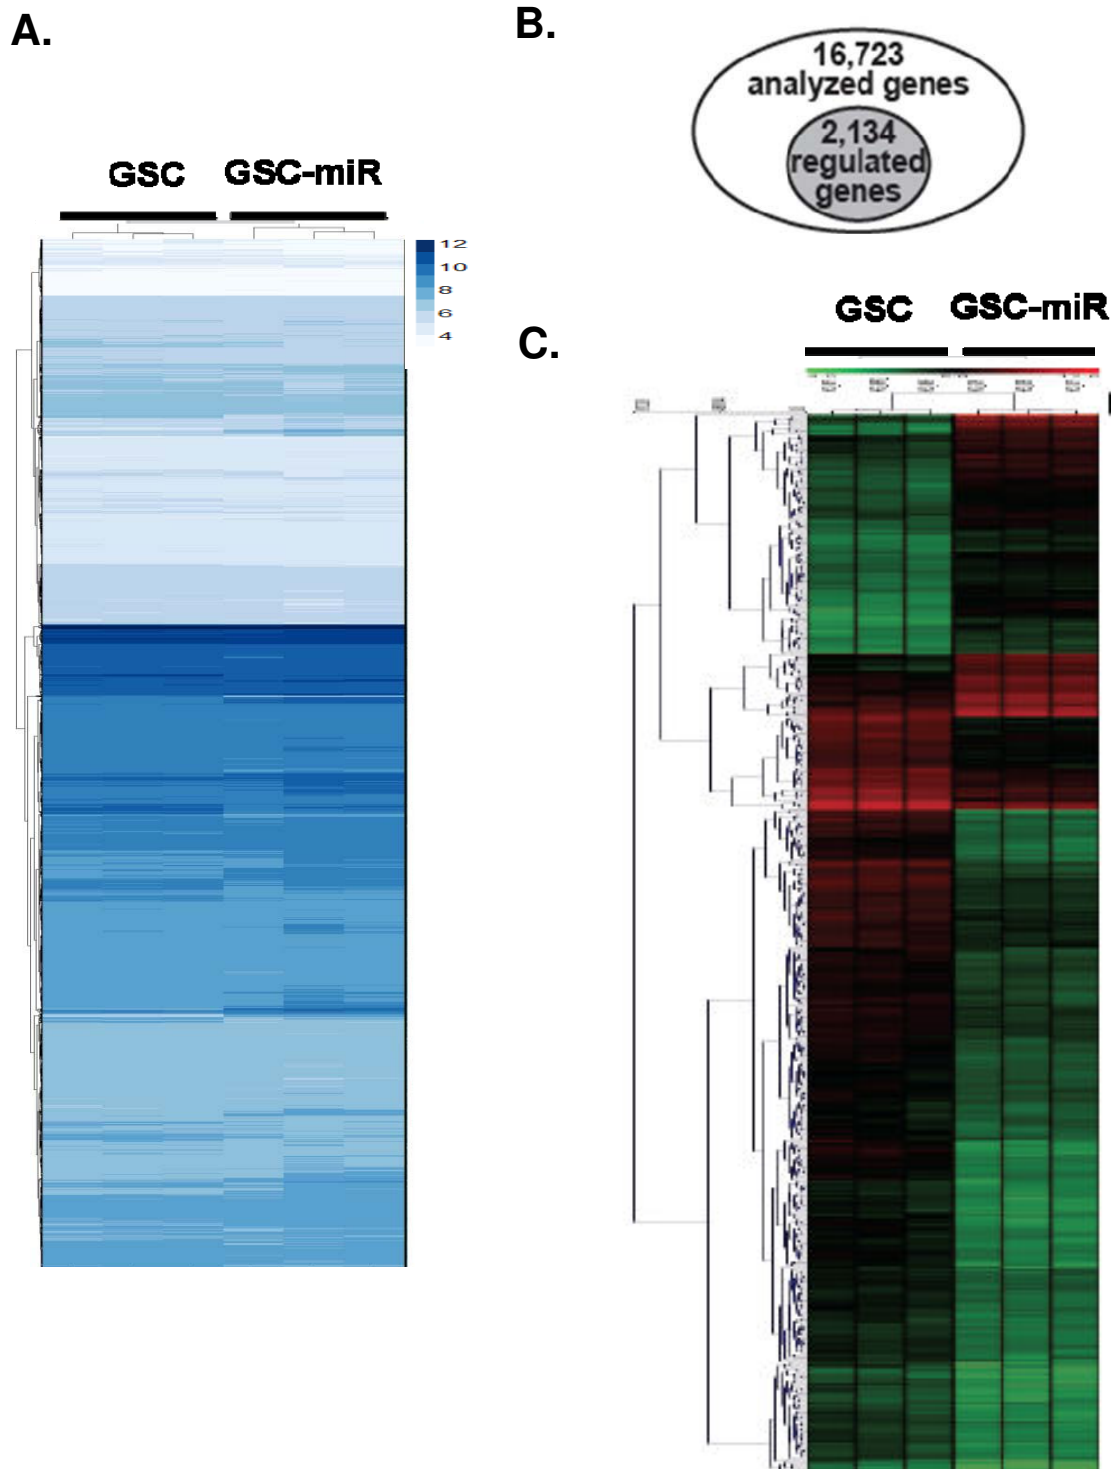 A.
GSC GSC-miR
12
10
8
6
4
B.
16,723
analyzed genes
2,134
regulated
genes
C.
GSC GSC-miR